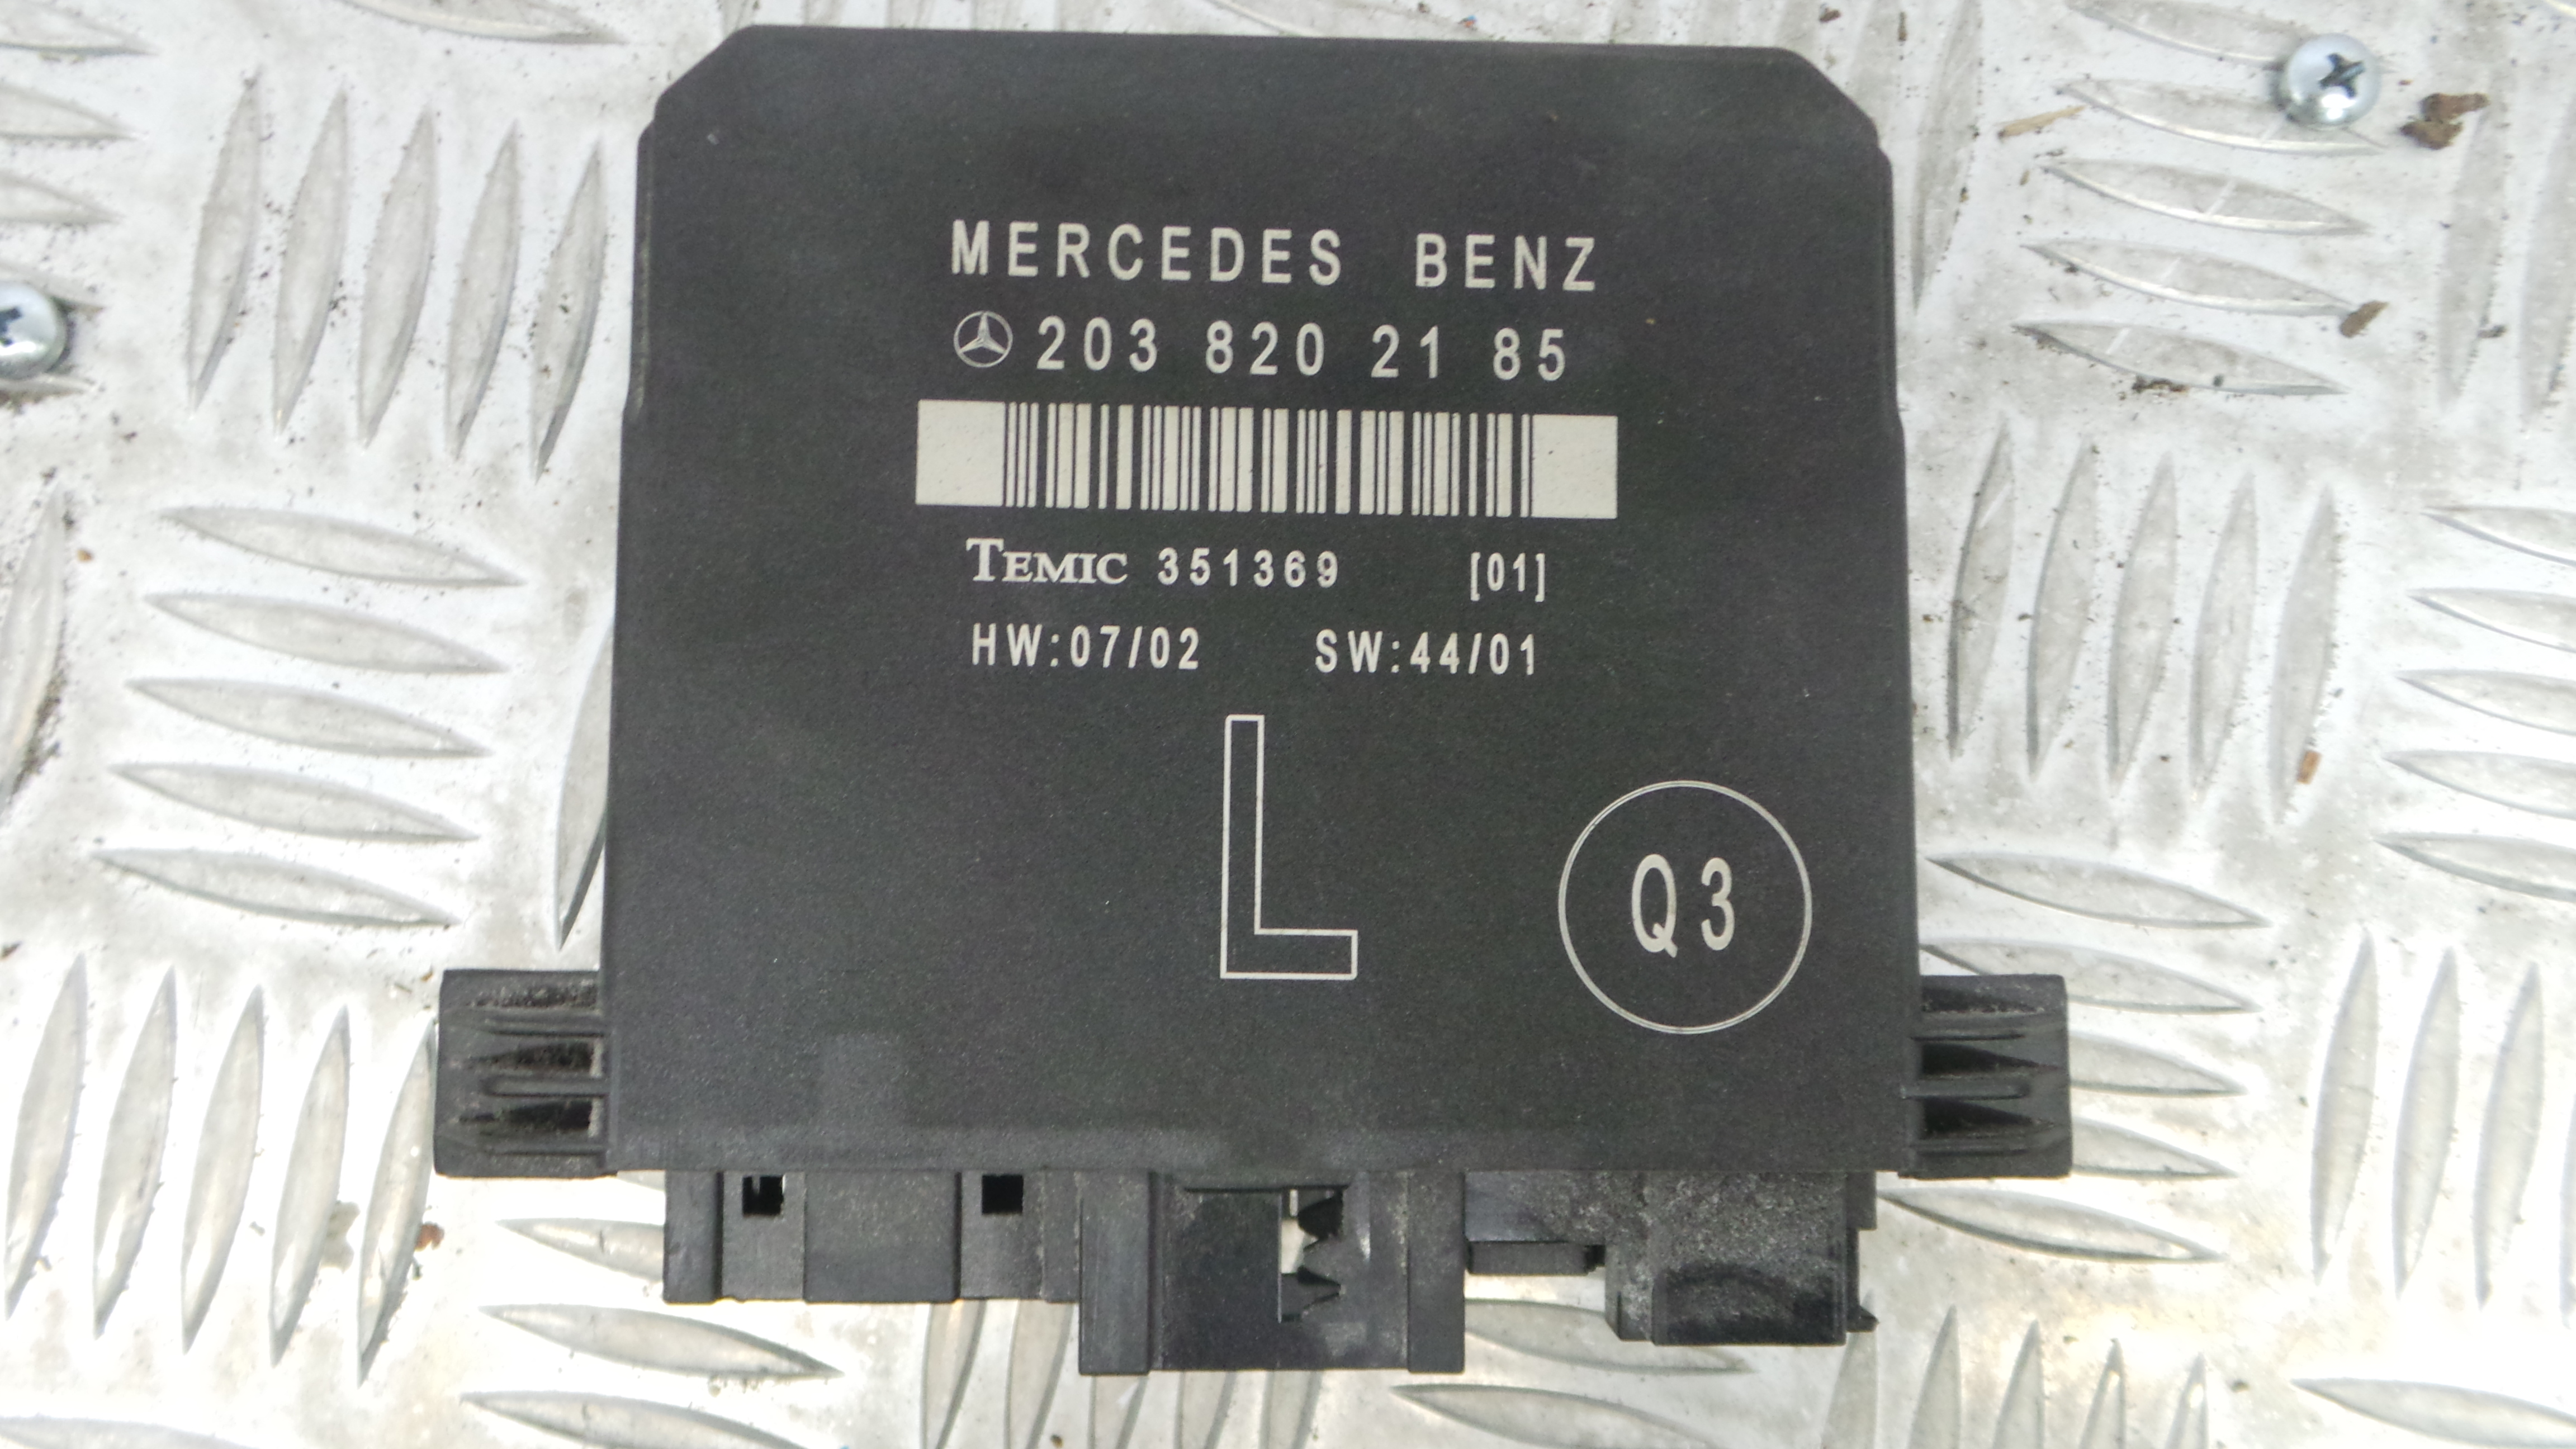 MERCEDES BENZ
203 820 21 85
TEMIC 351369 [01]
HW:07/02 SW:44/01
L
Q3